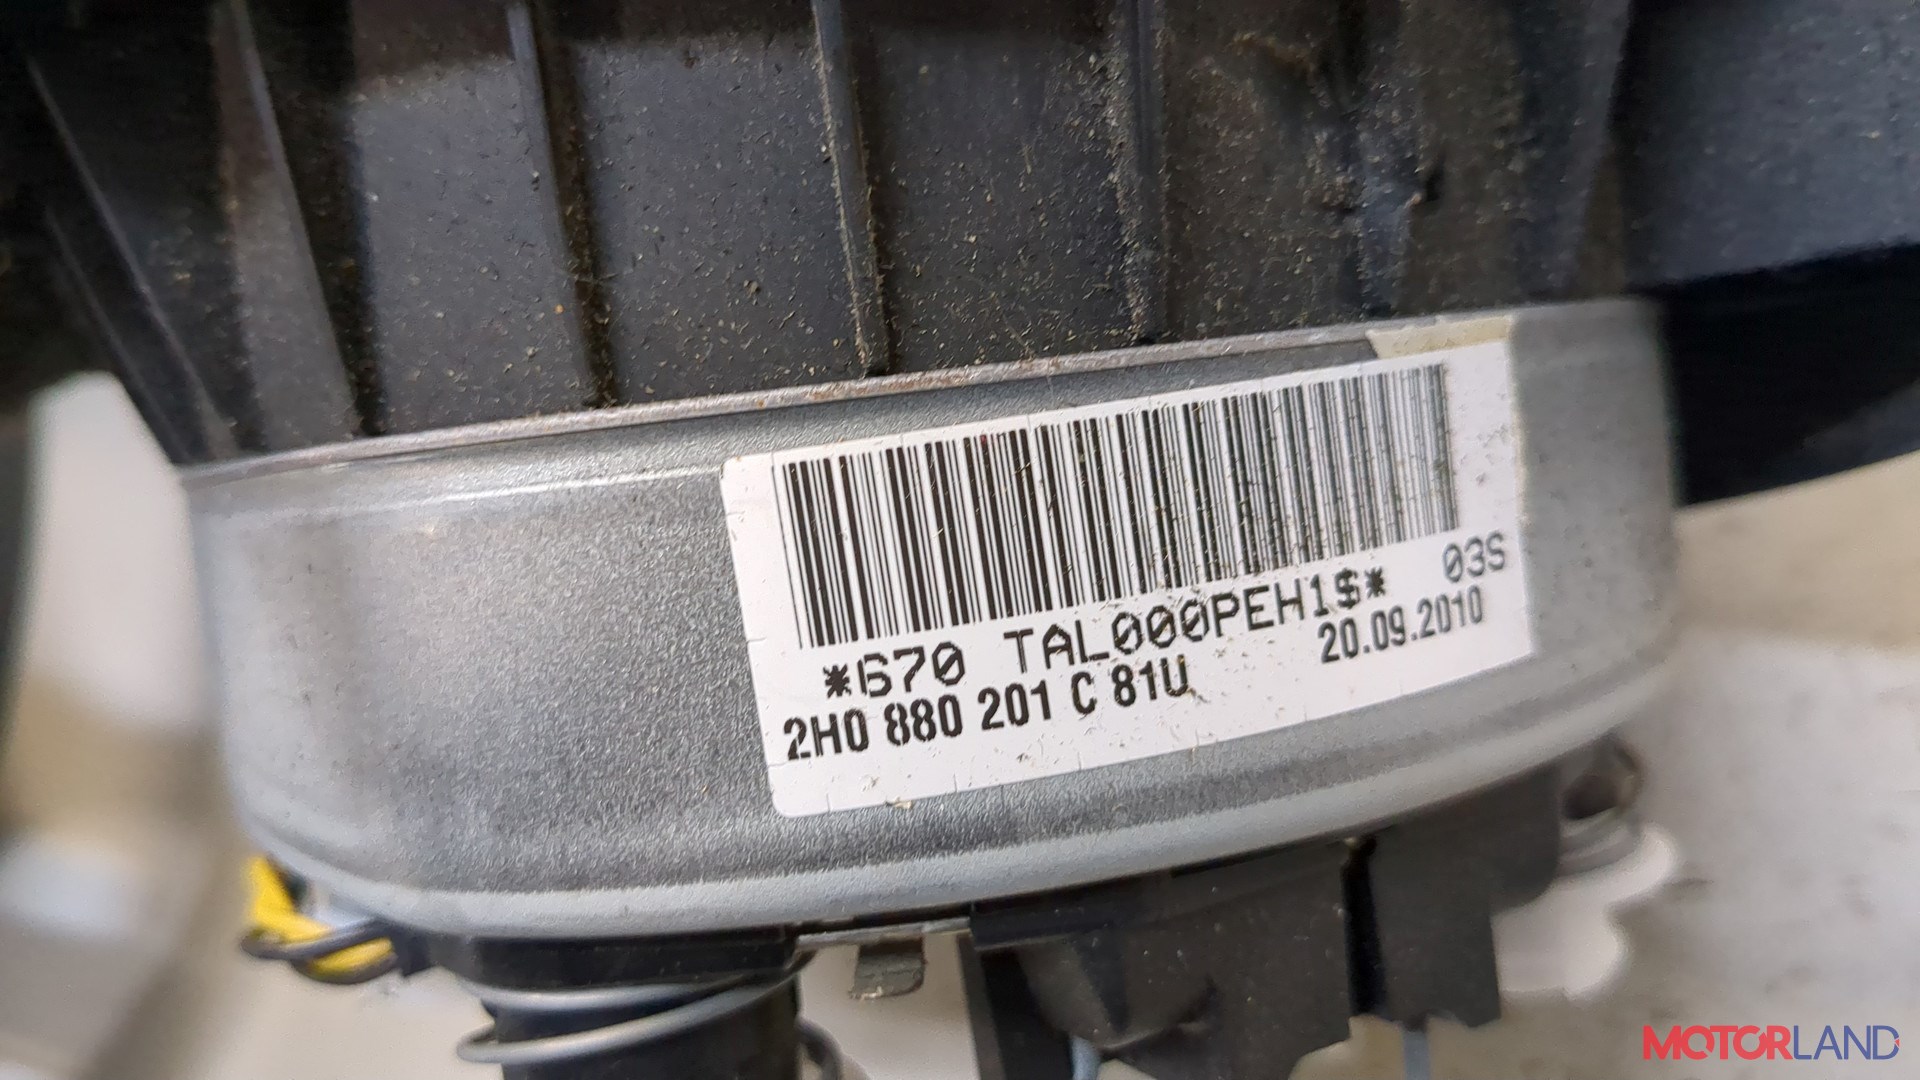 *670 TAL000PEH1$* 03S
2H0 880 201 C 81U 20.09.2010
MOTORLAND